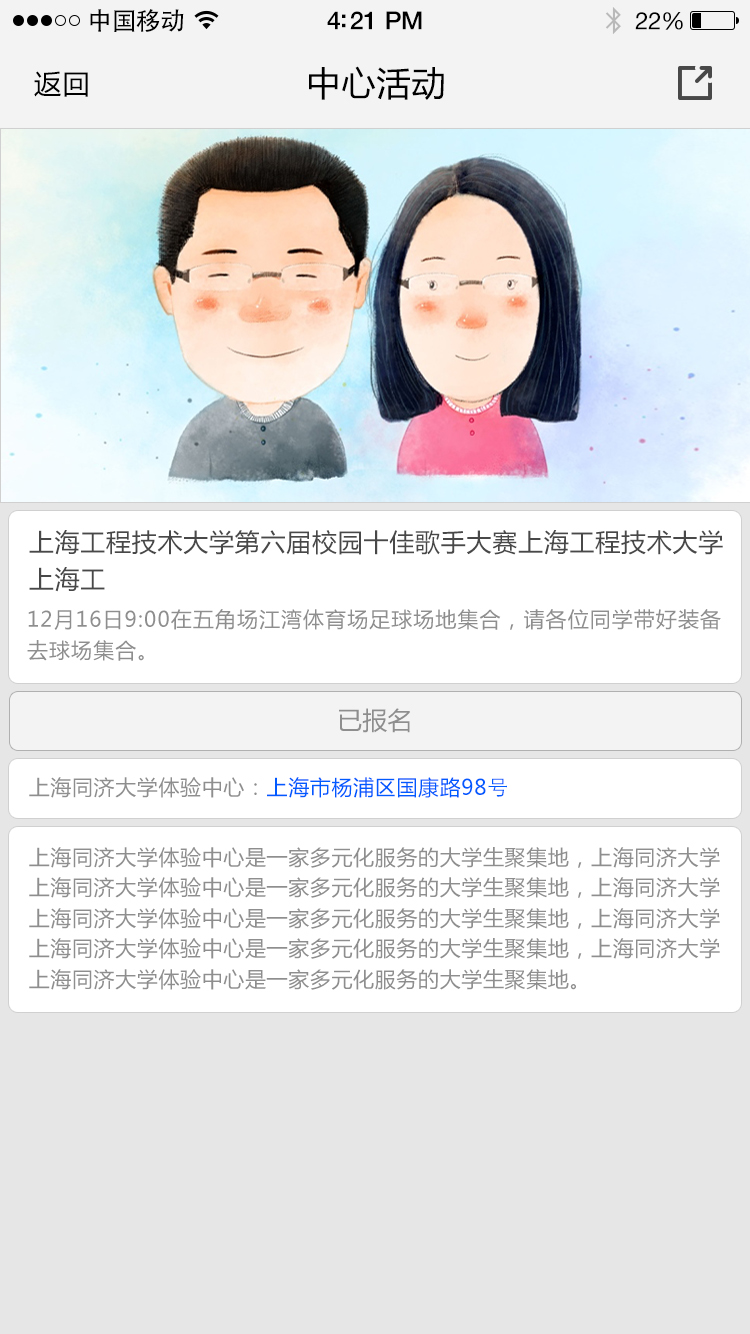 中国移动 4:21 PM 22%
返回 中心活动
上海工程技术大学第六届校园十佳歌手大赛上海工程技术大学
上海工
12月16日9:00在五角场江湾体育场足球场地集合，请各位同学带好装备
去球场集合。
已报名
上海同济大学体验中心：上海市杨浦区国康路98号
上海同济大学体验中心是一家多元化服务的大学生聚集地，上海同济大学
上海同济大学体验中心是一家多元化服务的大学生聚集地，上海同济大学
上海同济大学体验中心是一家多元化服务的大学生聚集地，上海同济大学
上海同济大学体验中心是一家多元化服务的大学生聚集地，上海同济大学
上海同济大学体验中心是一家多元化服务的大学生聚集地。